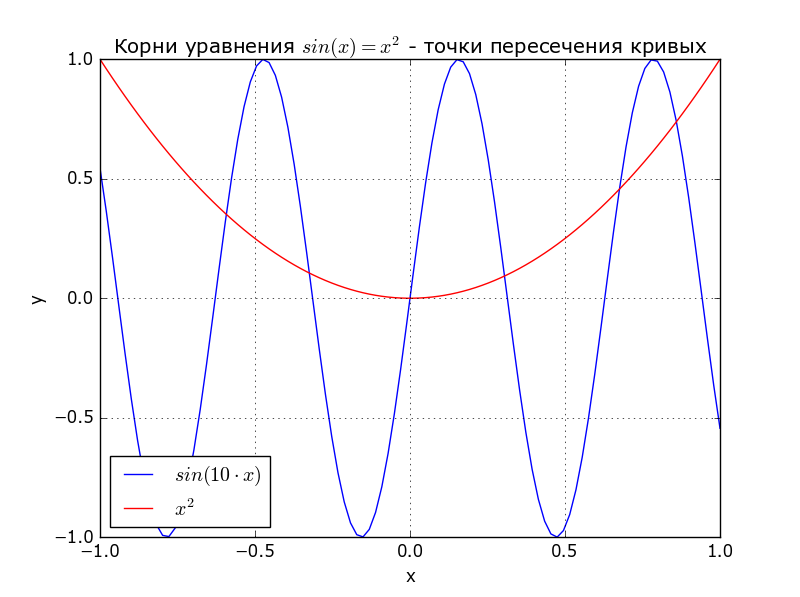 Корни уравнения sin(x) = x² - точки пересечения кривых
1.0
0.5
0.0
−0.5
−1.0
y
sin(10 · x)
x²
−1.0 −0.5 0.0 0.5 1.0
x